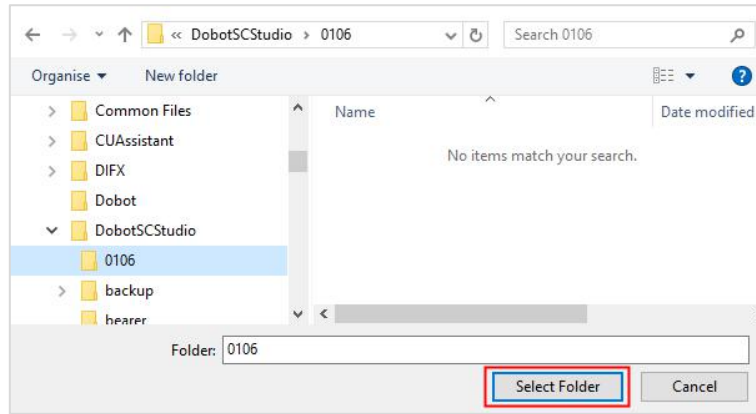 « DobotSCStudio › 0106
Search 0106
Organise
New folder
?
Name
Date modified
Common Files
CUAssistant
DIFX
Dobot
DobotSCStudio
0106
backup
bearer
No items match your search.
Folder: 0106
Select Folder
Cancel